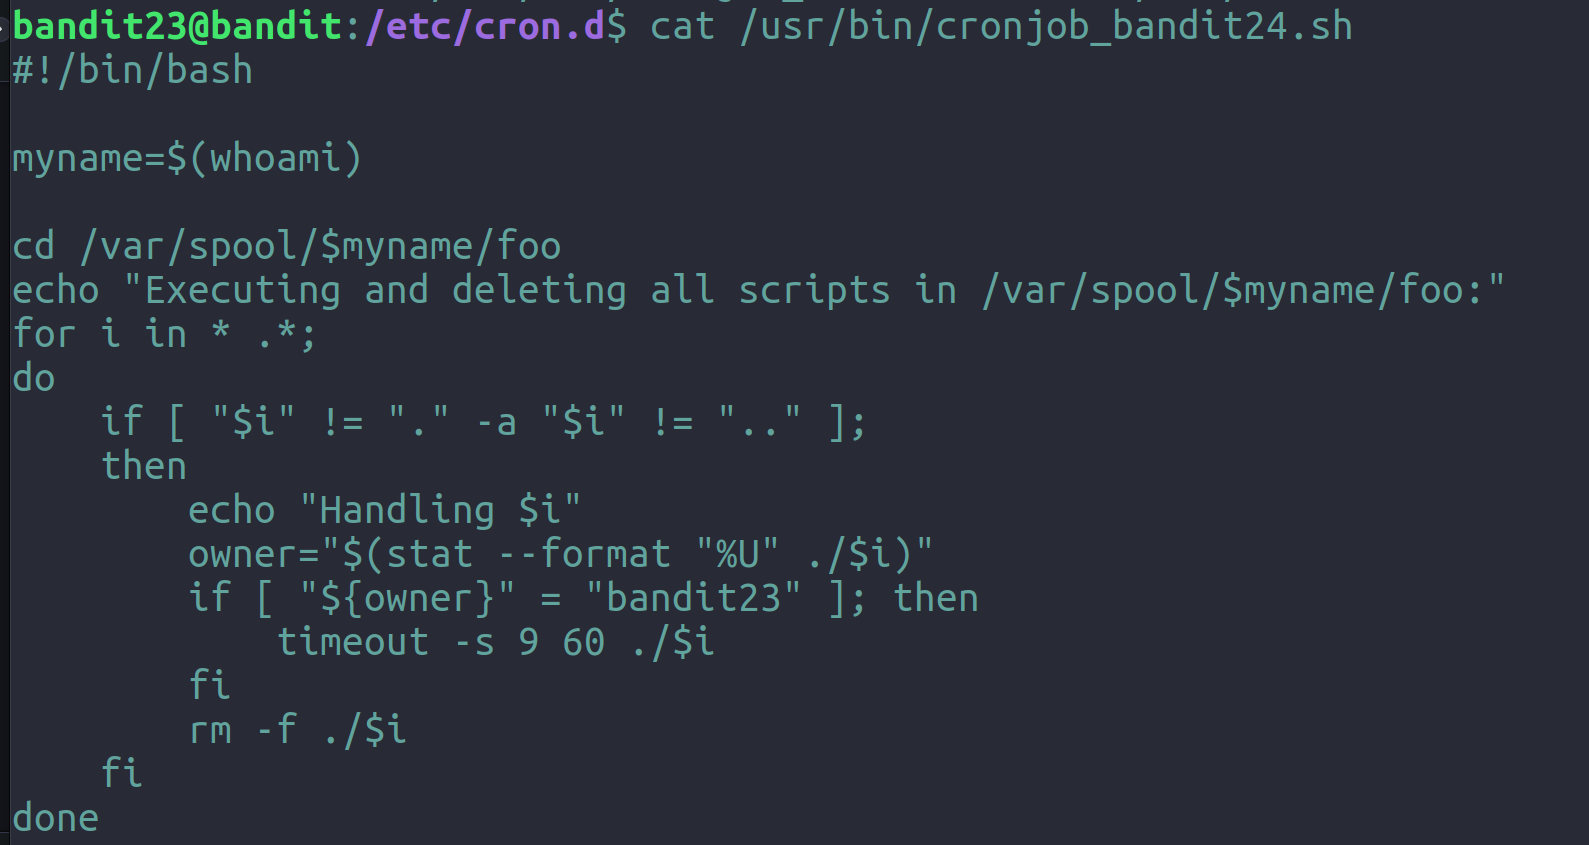 bandit23@bandit:/etc/cron.d$ cat /usr/bin/cronjob_bandit24.sh
#!/bin/bash

myname=$(whoami)

cd /var/spool/$myname/foo
echo "Executing and deleting all scripts in /var/spool/$myname/foo:"
for i in * .*;
do
    if [ "$i" != "." -a "$i" != ".." ];
    then
        echo "Handling $i"
        owner="$(stat --format "%U" ./$i)"
        if [ "${owner}" = "bandit23" ]; then
            timeout -s 9 60 ./$i
        fi
        rm -f ./$i
    fi
done